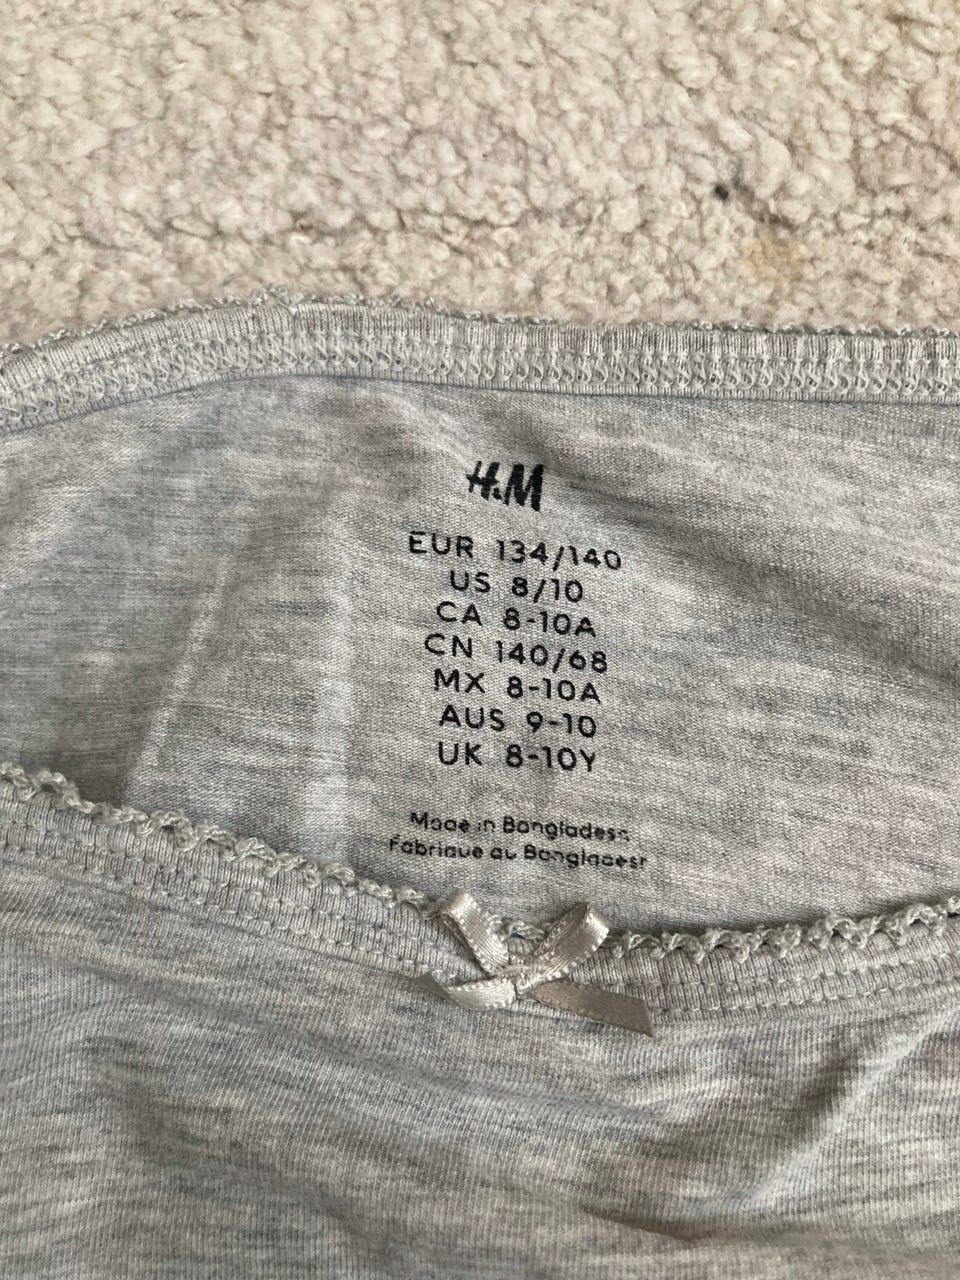 H&M
EUR 134/140
US 8/10
CA 8-10A
CN 140/68
MX 8-10A
AUS 9-10
UK 8-10Y
Made in Bangladesh
Fabriqué au Bangladesh